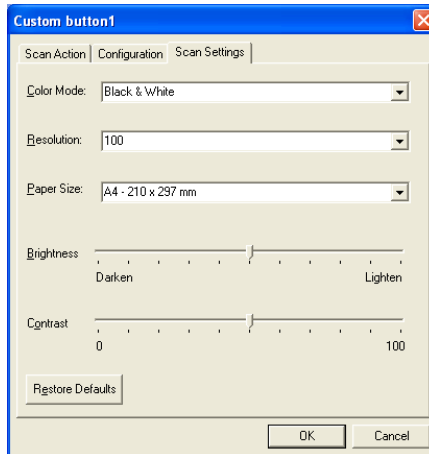 Custom button1
Scan Action Configuration Scan Settings
Color Mode: Black & White
Resolution: 100
Paper Size: A4 - 210 x 297 mm
Brightness
Darken Lighten
Contrast
0 100
Restore Defaults
OK Cancel